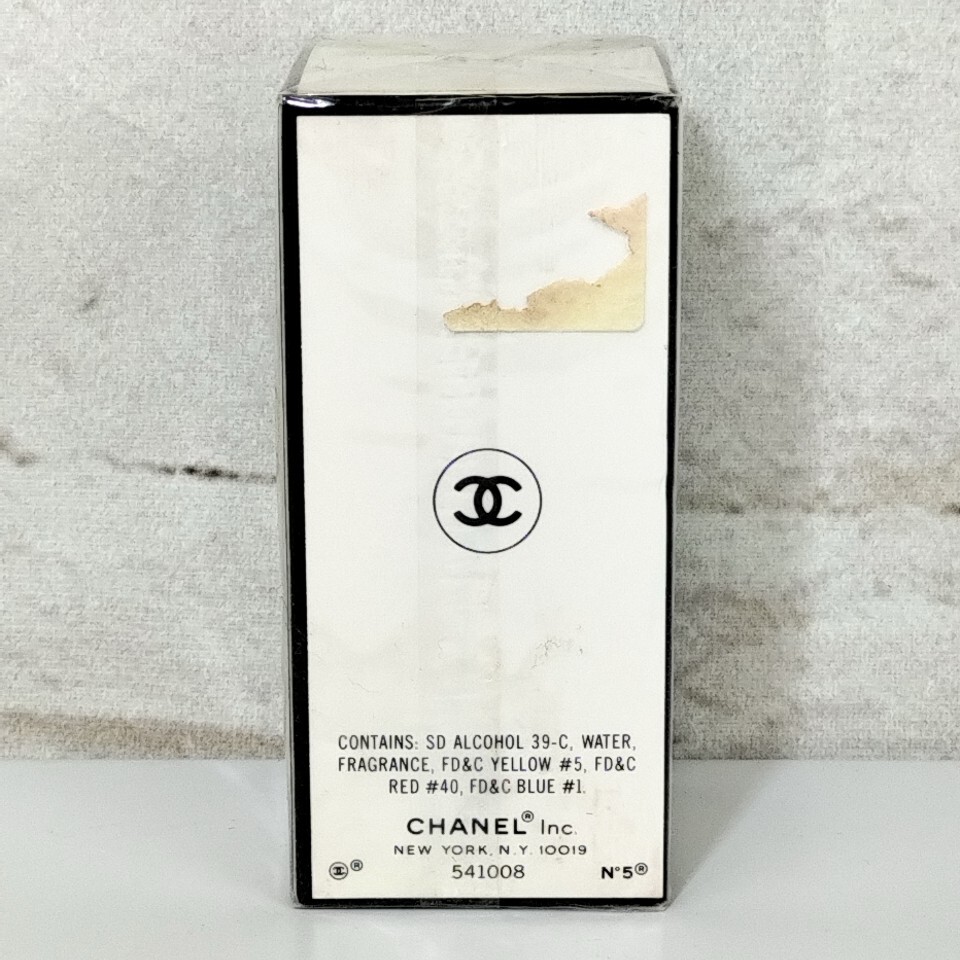 CONTAINS: SD ALCOHOL 39-C, WATER,
FRAGRANCE, FD&C YELLOW #5, FD&C
RED #40, FD&C BLUE #1.
CHANEL® Inc.
NEW YORK, N.Y. 10019
® 541008 N°5®